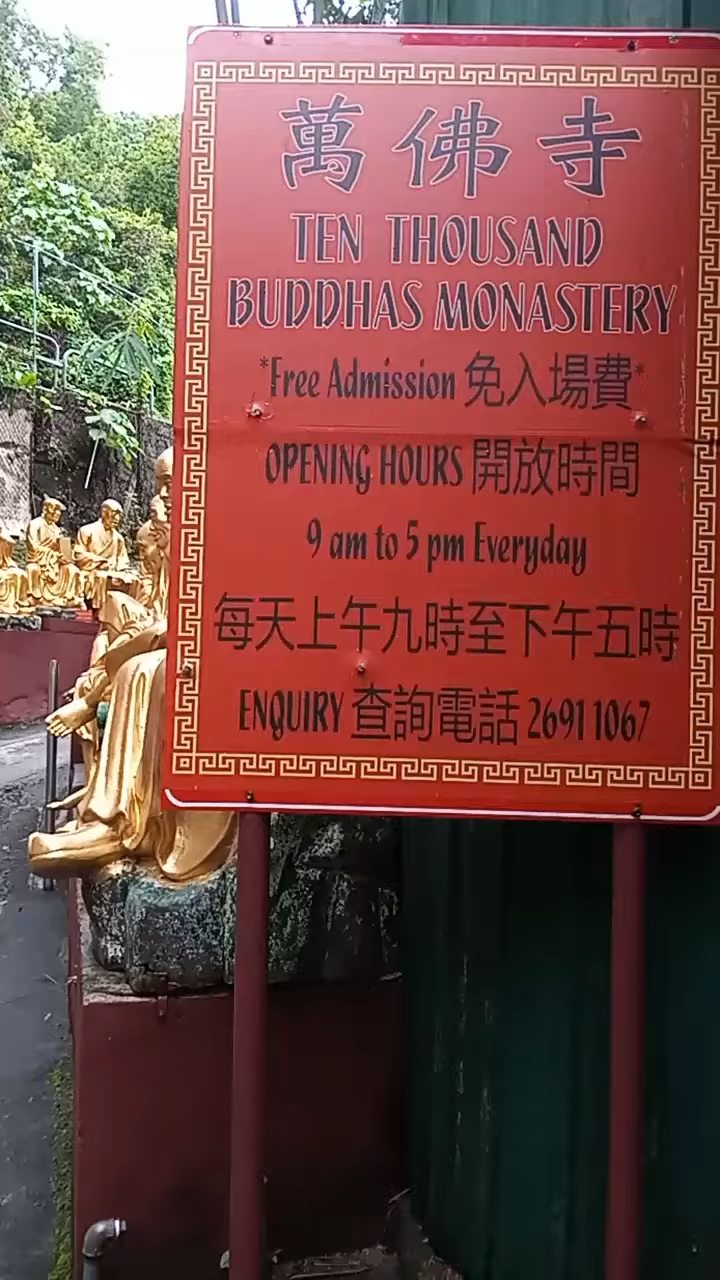 萬佛寺
TEN THOUSAND
BUDDHAS MONASTERY
*Free Admission 免入場費*
OPENING HOURS 開放時間
9 am to 5 pm Everyday
每天上午九時至下午五時
ENQUIRY 查詢電話 2691 1067